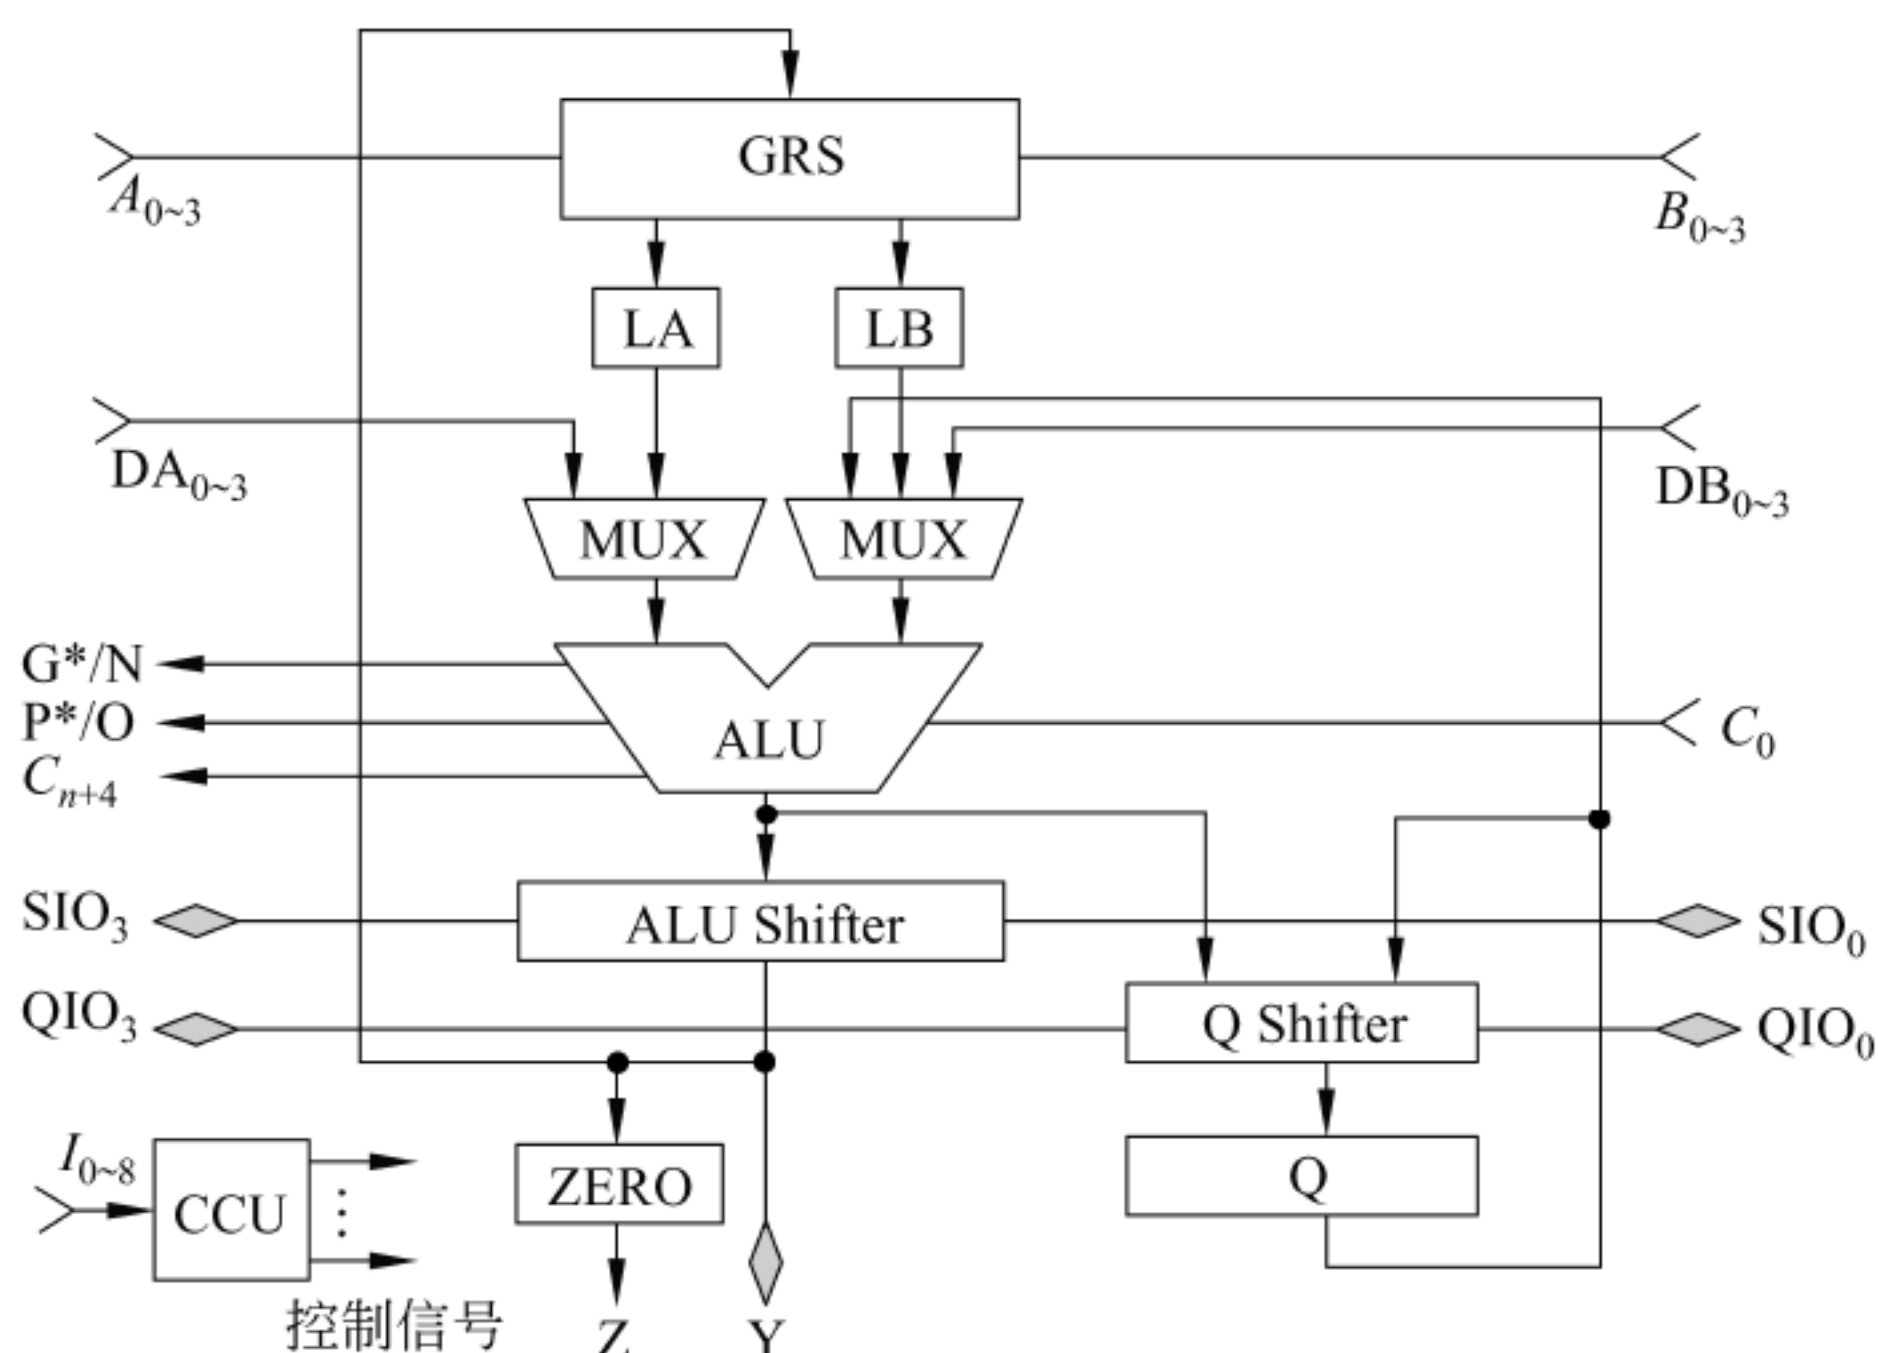 GRS
A0~3
B0~3
LA
LB
DA0~3
DB0~3
MUX
MUX
G*/N
P*/O
ALU
C0
Cn+4
SIO3
ALU Shifter
SIO0
QIO3
Q Shifter
QIO0
I0~8
CCU
ZERO
Q
控制信号
Z
Y